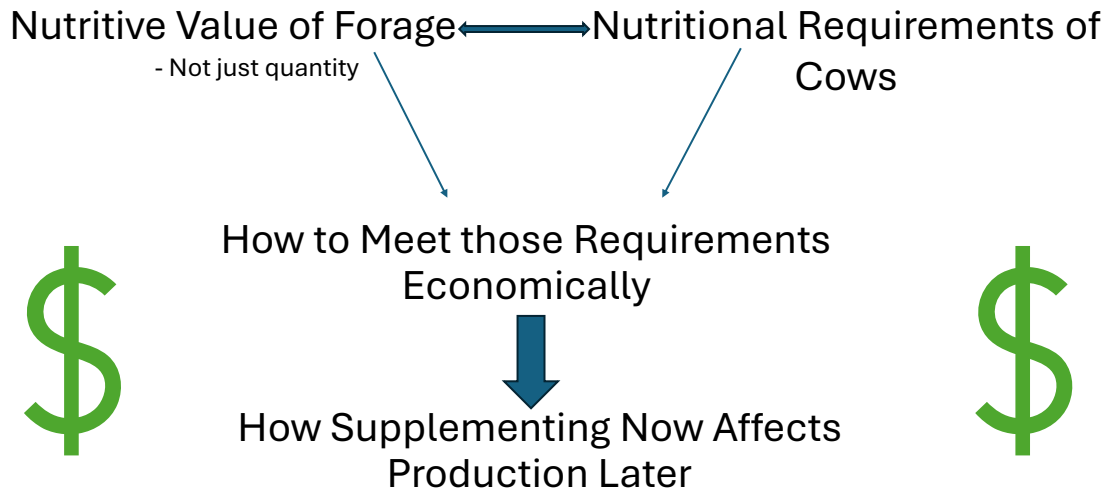 Nutritive Value of Forage
- Not just quantity
Nutritional Requirements of
Cows
How to Meet those Requirements
Economically
How Supplementing Now Affects
Production Later